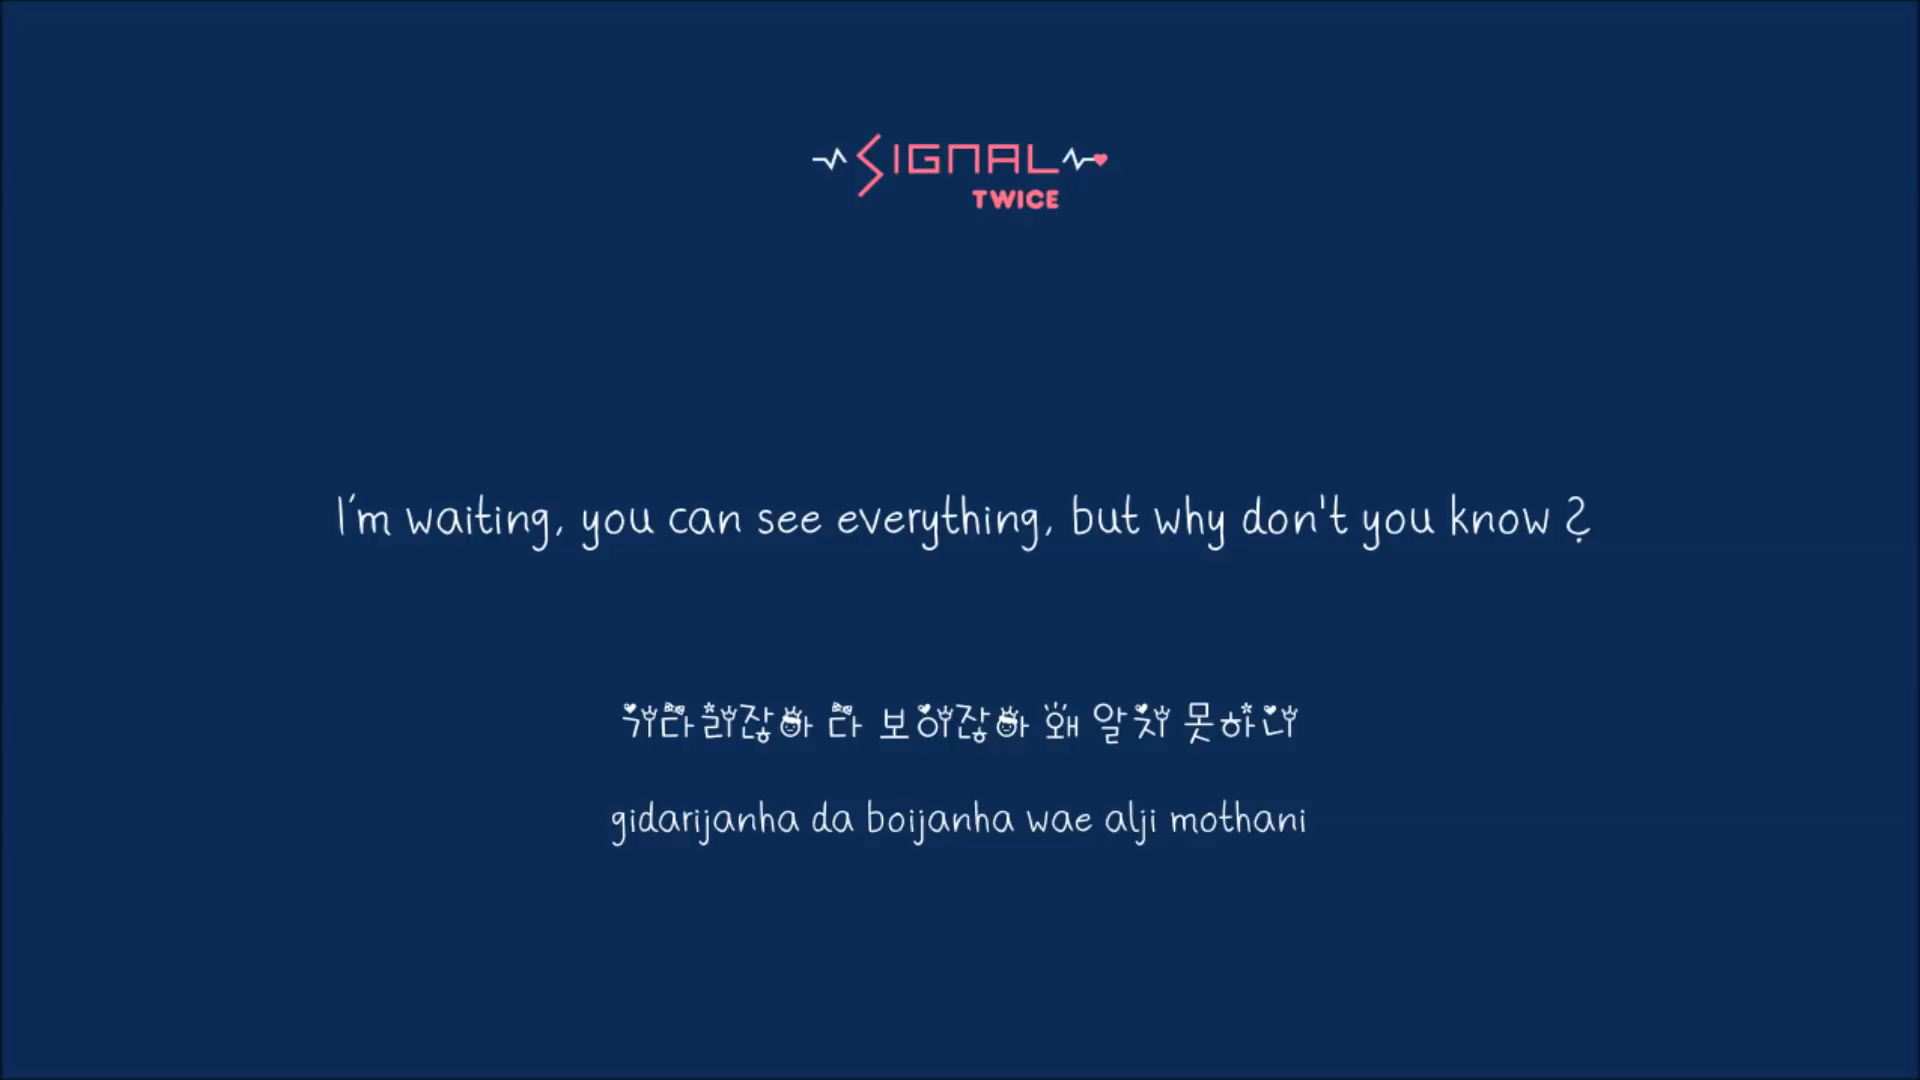 SIGNAL
TWICE
I'm waiting, you can see everything, but why don't you know ?
기다리잖아 다 보이잖아 왜 알지 못하니
gidarijanha da boijanha wae alji mothani